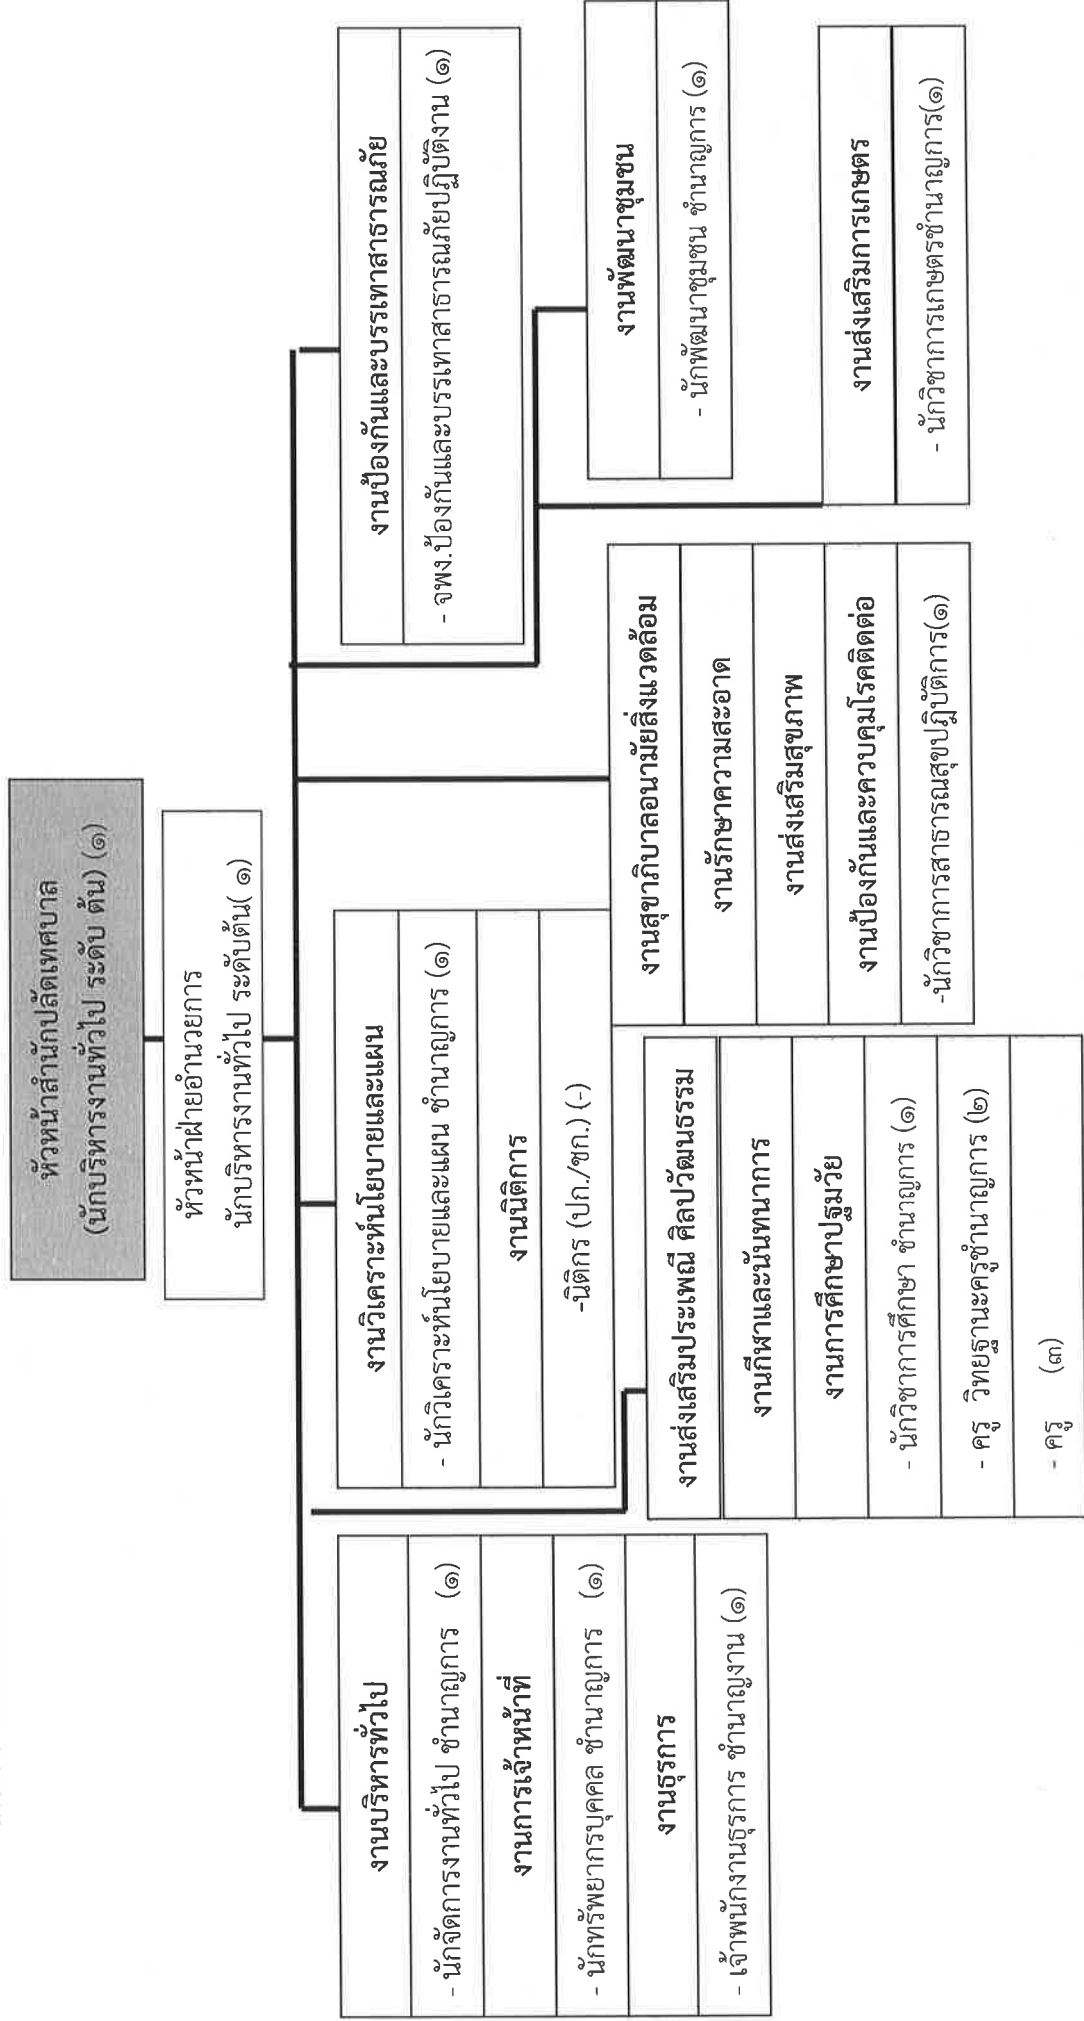 หัวหน้าสำนักปลัดเทศบาล
(นักบริหารงานทั่วไป ระดับ ต้น) (๑)
หัวหน้าฝ่ายอำนวยการ
นักบริหารงานทั่วไป ระดับต้น( ๑)
งานบริหารทั่วไป
- นักจัดการงานทั่วไป ชำนาญการ (๑)
งานการเจ้าหน้าที่
- นักทรัพยากรบุคคล ชำนาญการ (๑)
งานธุรการ
- เจ้าพนักงานธุรการ ชำนาญงาน (๑)
งานวิเคราะห์นโยบายและแผน
- นักวิเคราะห์นโยบายและแผน ชำนาญการ (๑)
งานนิติการ
-นิติกร (ปก./ชก.) (-)
งานส่งเสริมประเพณี ศิลปวัฒนธรรม
งานกีฬาและนันทนาการ
งานการศึกษาปฐมวัย
- นักวิชาการศึกษา ชำนาญการ (๑)
- ครู วิทยฐานะครูชำนาญการ (๒)
- ครู (๓)
งานสุขาภิบาลอนามัยสิ่งแวดล้อม
งานรักษาความสะอาด
งานส่งเสริมสุขภาพ
งานป้องกันและควบคุมโรคติดต่อ
-นักวิชาการสาธารณสุขปฏิบัติการ(๑)
งานป้องกันและบรรเทาสาธารณภัย
- จพง.ป้องกันและบรรเทาสาธารณภัยปฏิบัติงาน (๑)
งานพัฒนาชุมชน
- นักพัฒนาชุมชน ชำนาญการ (๑)
งานส่งเสริมการเกษตร
- นักวิชาการเกษตรชำนาญการ(๑)